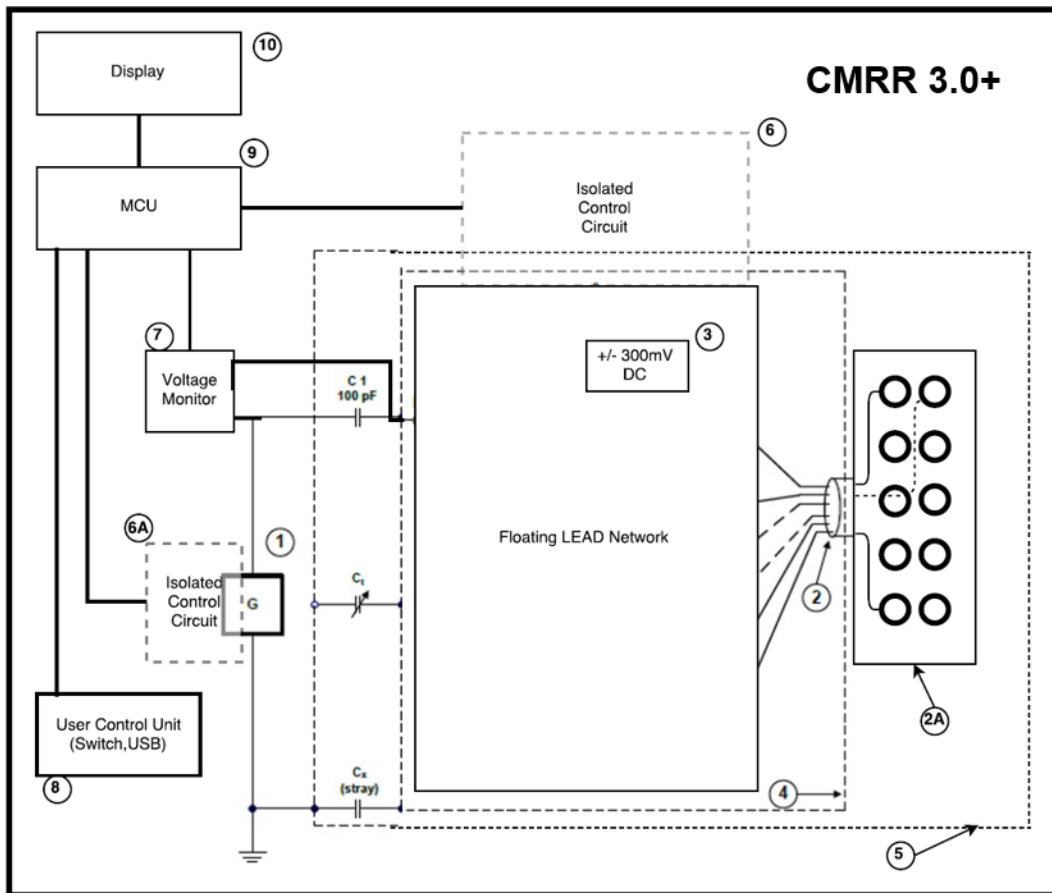 CMRR 3.0+
10
Display
9
MCU
6
Isolated
Control
Circuit
7
Voltage
Monitor
C 1
100 pF
3
+/- 300mV
DC
Floating LEAD Network
6A
Isolated
Control
Circuit
1
G
Ct
2
2A
User Control Unit
(Switch,USB)
8
Cx
(stray)
4
5